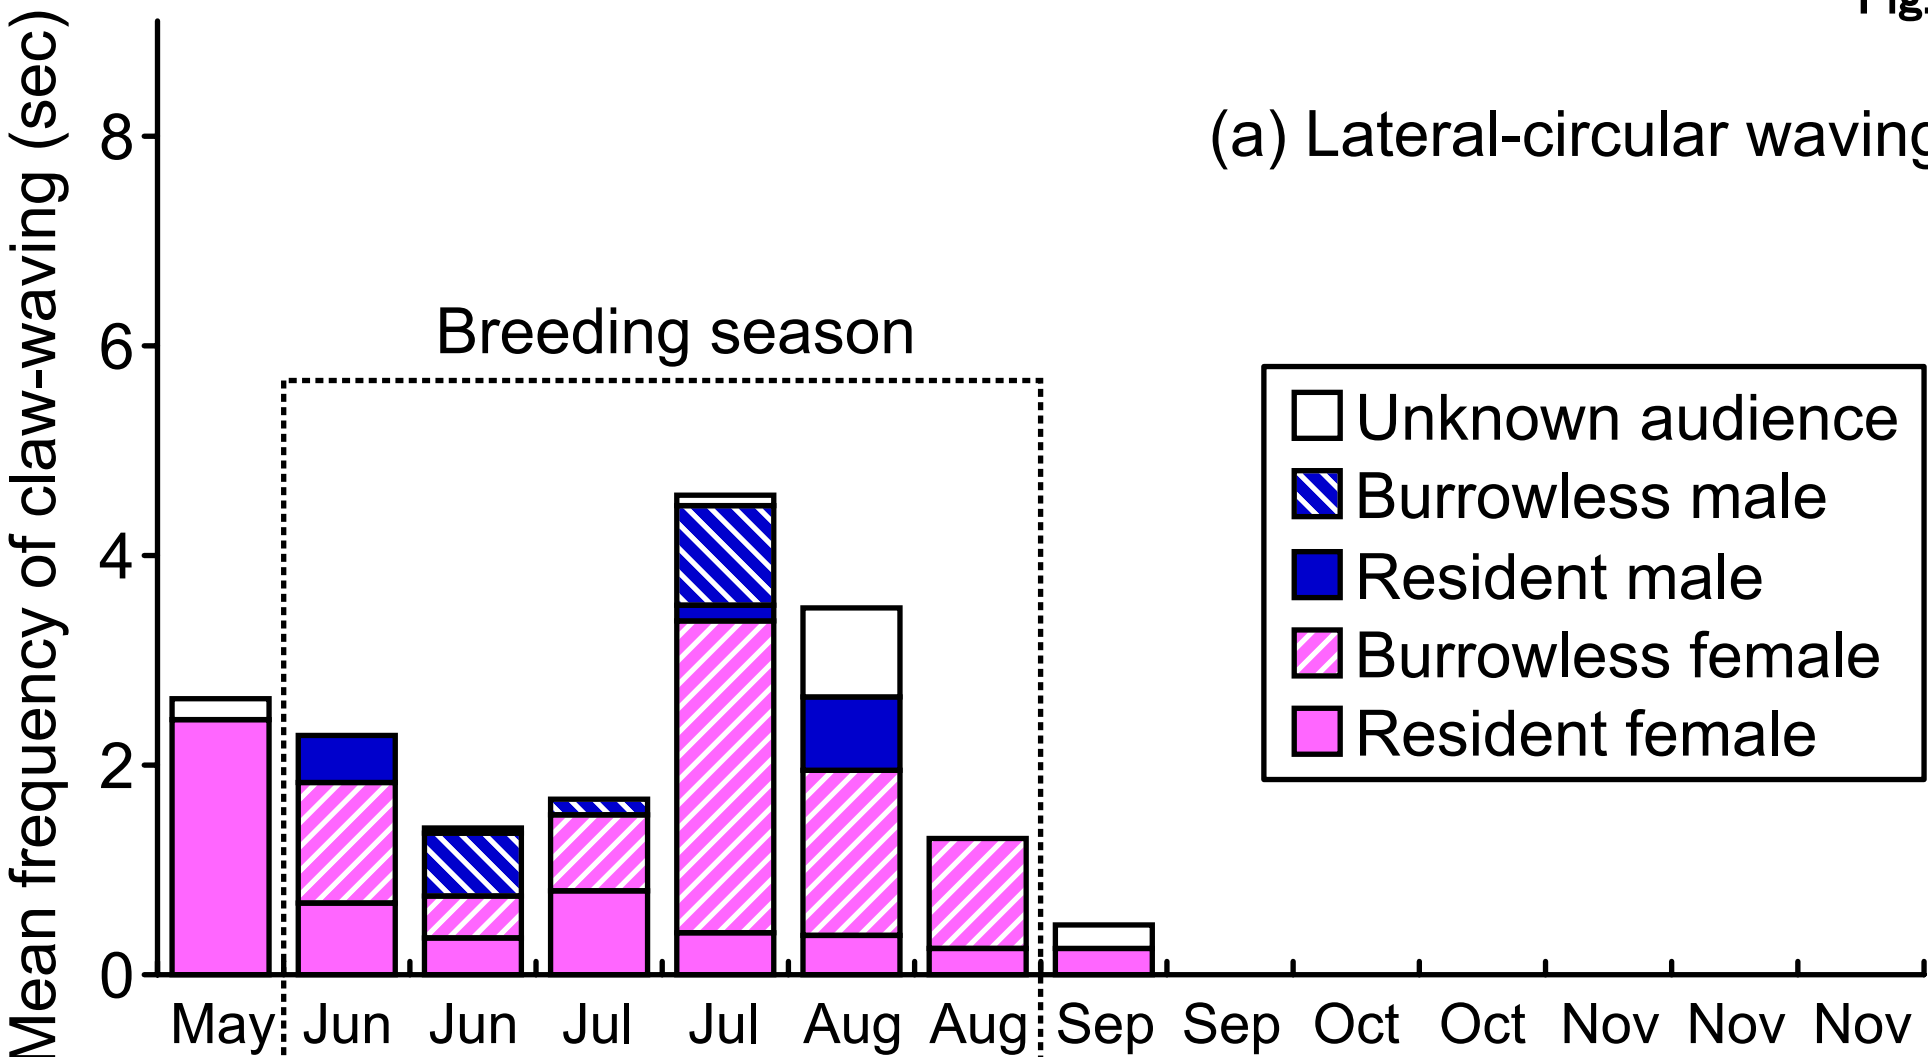 Fig.
(a) Lateral-circular waving
Mean frequency of claw-waving (sec)
8
6
4
2
0
Breeding season
Unknown audience
Burrowless male
Resident male
Burrowless female
Resident female
May Jun Jun Jul Jul Aug Aug Sep Sep Oct Oct Nov Nov Nov